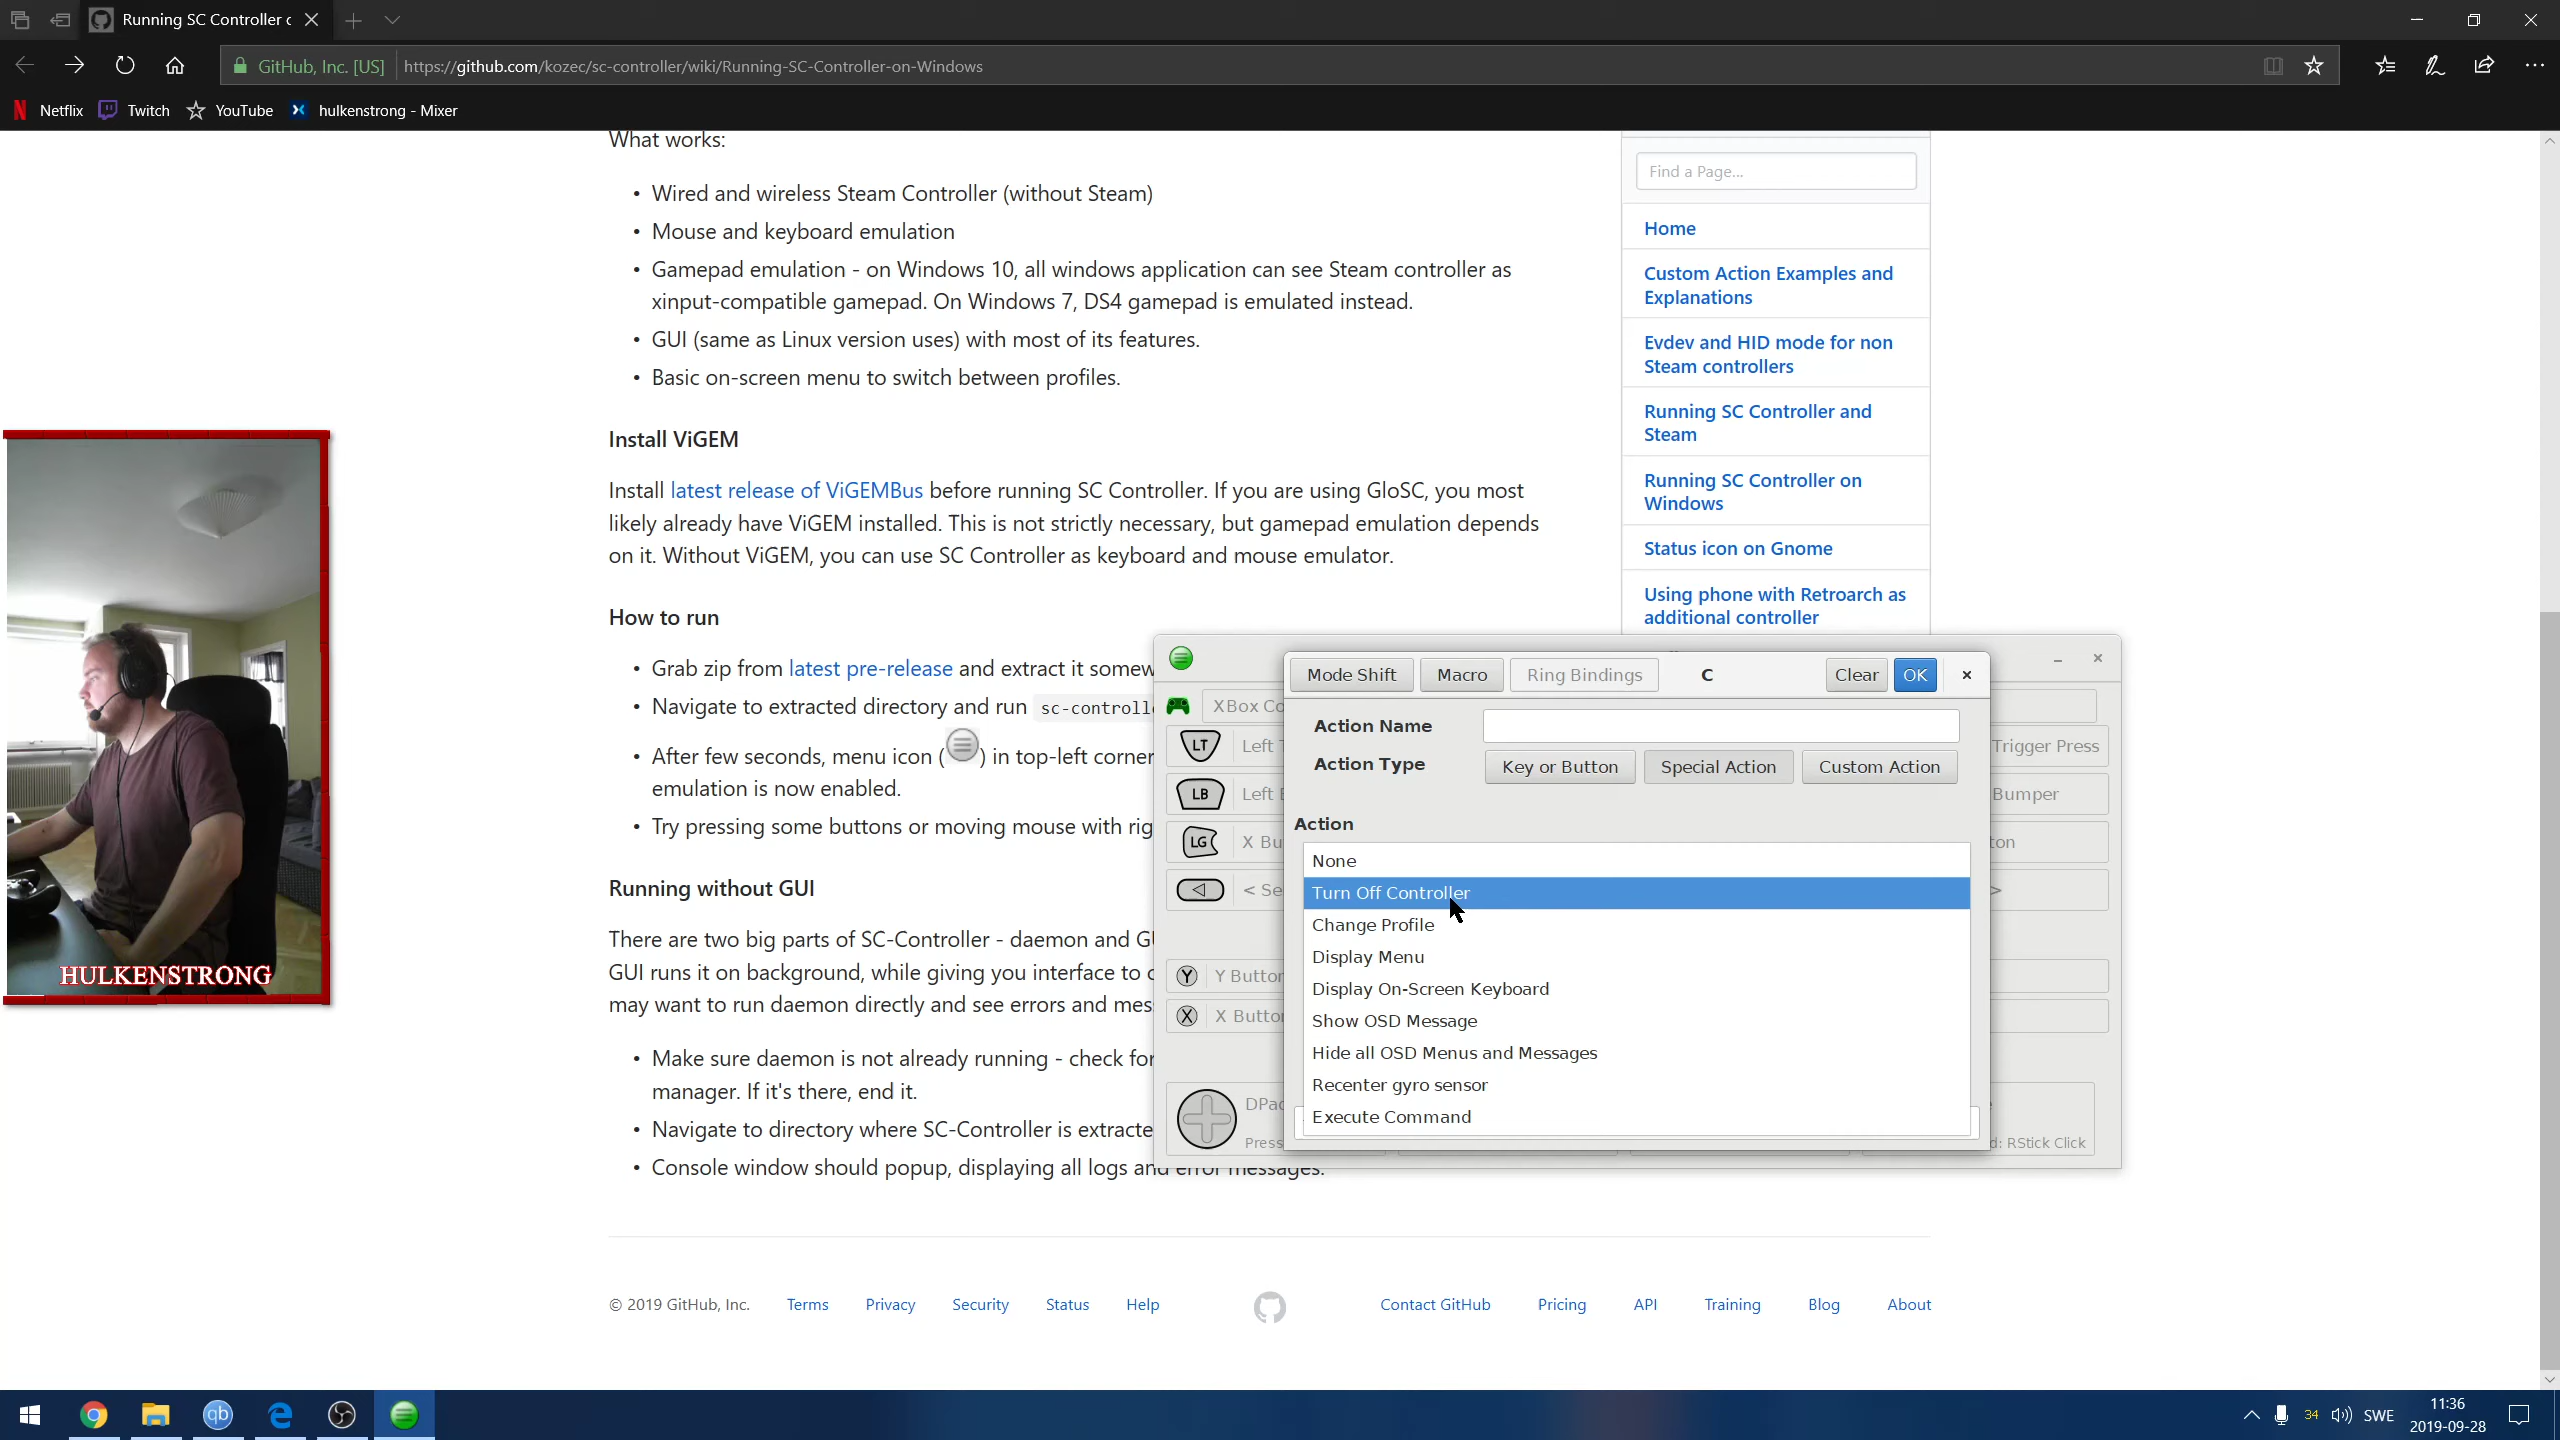 Running SC Controller c
GitHub, Inc. [US]
https://github.com/kozec/sc-controller/wiki/Running-SC-Controller-on-Windows
Netflix
Twitch
YouTube
hulkenstrong - Mixer
What works:
• Wired and wireless Steam Controller (without Steam)
• Mouse and keyboard emulation
• Gamepad emulation - on Windows 10, all windows application can see Steam controller as
xinput-compatible gamepad. On Windows 7, DS4 gamepad is emulated instead.
• GUI (same as Linux version uses) with most of its features.
• Basic on-screen menu to switch between profiles.
Install ViGEM
Install latest release of ViGEMBus before running SC Controller. If you are using GloSC, you most
likely already have ViGEM installed. This is not strictly necessary, but gamepad emulation depends
on it. Without ViGEM, you can use SC Controller as keyboard and mouse emulator.
How to run
• Grab zip from latest pre-release and extract it somew
• Navigate to extracted directory and run sc-controlle
• After few seconds, menu icon ( ) in top-left corner
emulation is now enabled.
• Try pressing some buttons or moving mouse with rig
Running without GUI
There are two big parts of SC-Controller - daemon and GU
GUI runs it on background, while giving you interface to c
may want to run daemon directly and see errors and mes
• Make sure daemon is not already running - check for
manager. If it's there, end it.
• Navigate to directory where SC-Controller is extracte
• Console window should popup, displaying all logs and error messages.
Find a Page...
Home
Custom Action Examples and
Explanations
Evdev and HID mode for non
Steam controllers
Running SC Controller and
Steam
Running SC Controller on
Windows
Status icon on Gnome
Using phone with Retroarch as
additional controller
HULKENSTRONG
XBox Co
LT
Left T
Trigger Press
LB
Left B
Bumper
LG
X Bu
ton
< Se
>
Y
Y Button
X
X Button
DPad
Press
d: RStick Click
Mode Shift
Macro
Ring Bindings
C
Clear
OK
Action Name
Action Type
Key or Button
Special Action
Custom Action
Action
None
Turn Off Controller
Change Profile
Display Menu
Display On-Screen Keyboard
Show OSD Message
Hide all OSD Menus and Messages
Recenter gyro sensor
Execute Command
© 2019 GitHub, Inc.
Terms
Privacy
Security
Status
Help
Contact GitHub
Pricing
API
Training
Blog
About
qb
34
SWE
11:36
2019-09-28